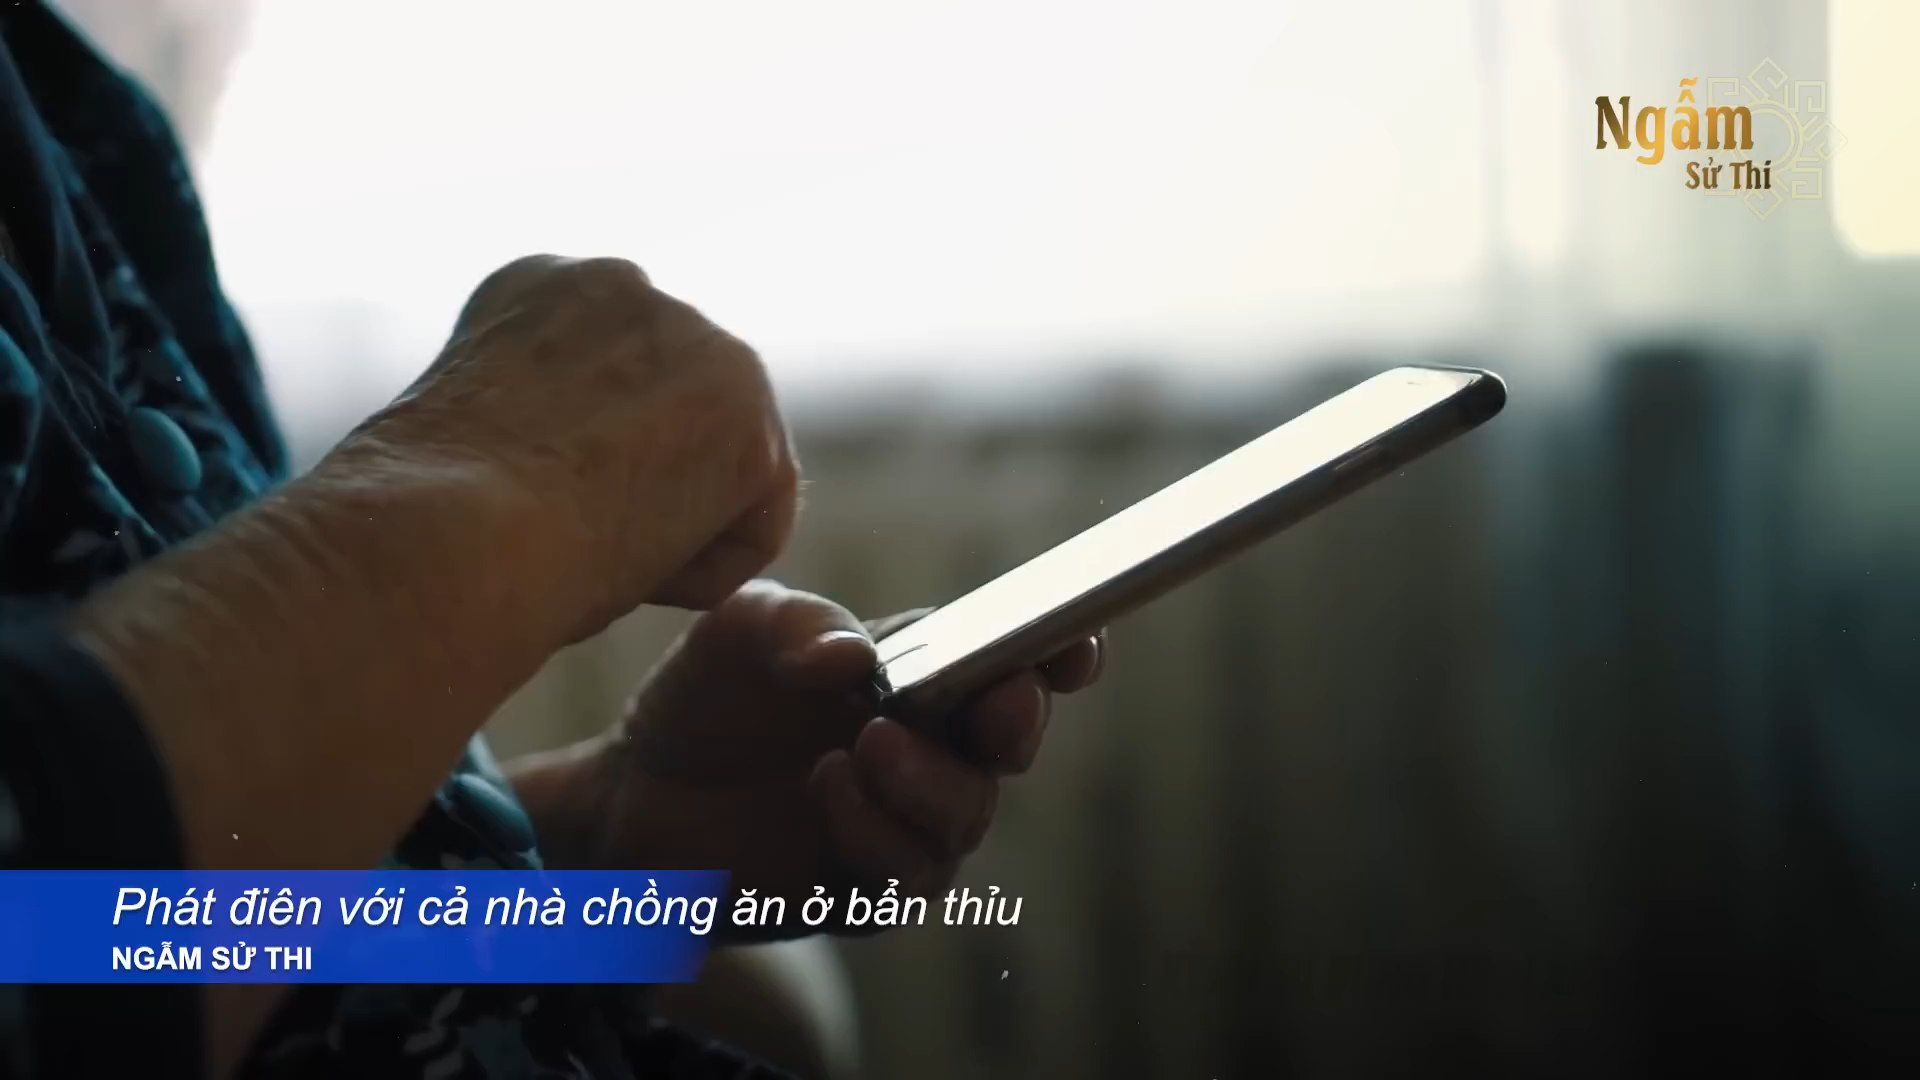 Ngẫm
Sử Thi
Phát điên với cả nhà chồng ăn ở bẩn thỉu
NGẪM SỬ THI